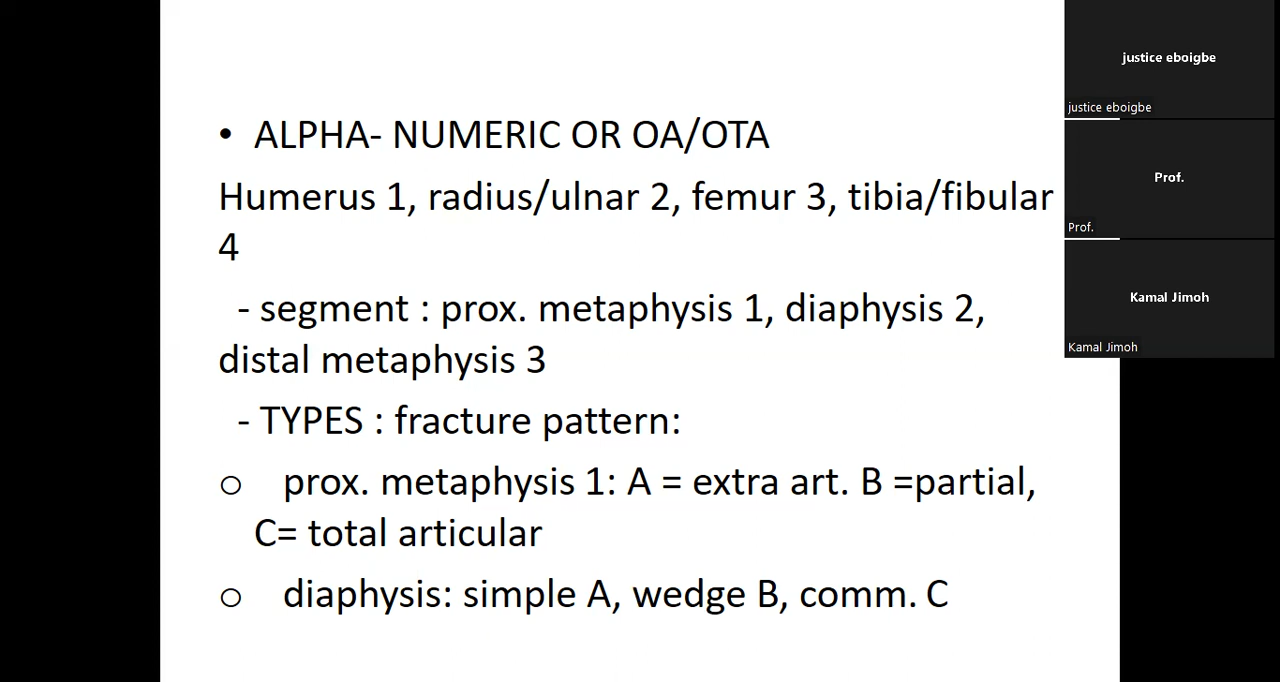 • ALPHA- NUMERIC OR OA/OTA
Humerus 1, radius/ulnar 2, femur 3, tibia/fibular
4
- segment : prox. metaphysis 1, diaphysis 2,
distal metaphysis 3
- TYPES : fracture pattern:
o prox. metaphysis 1: A = extra art. B =partial,
C= total articular
o diaphysis: simple A, wedge B, comm. C
justice eboigbe
justice eboigbe
Prof.
Prof.
Kamal Jimoh
Kamal Jimoh